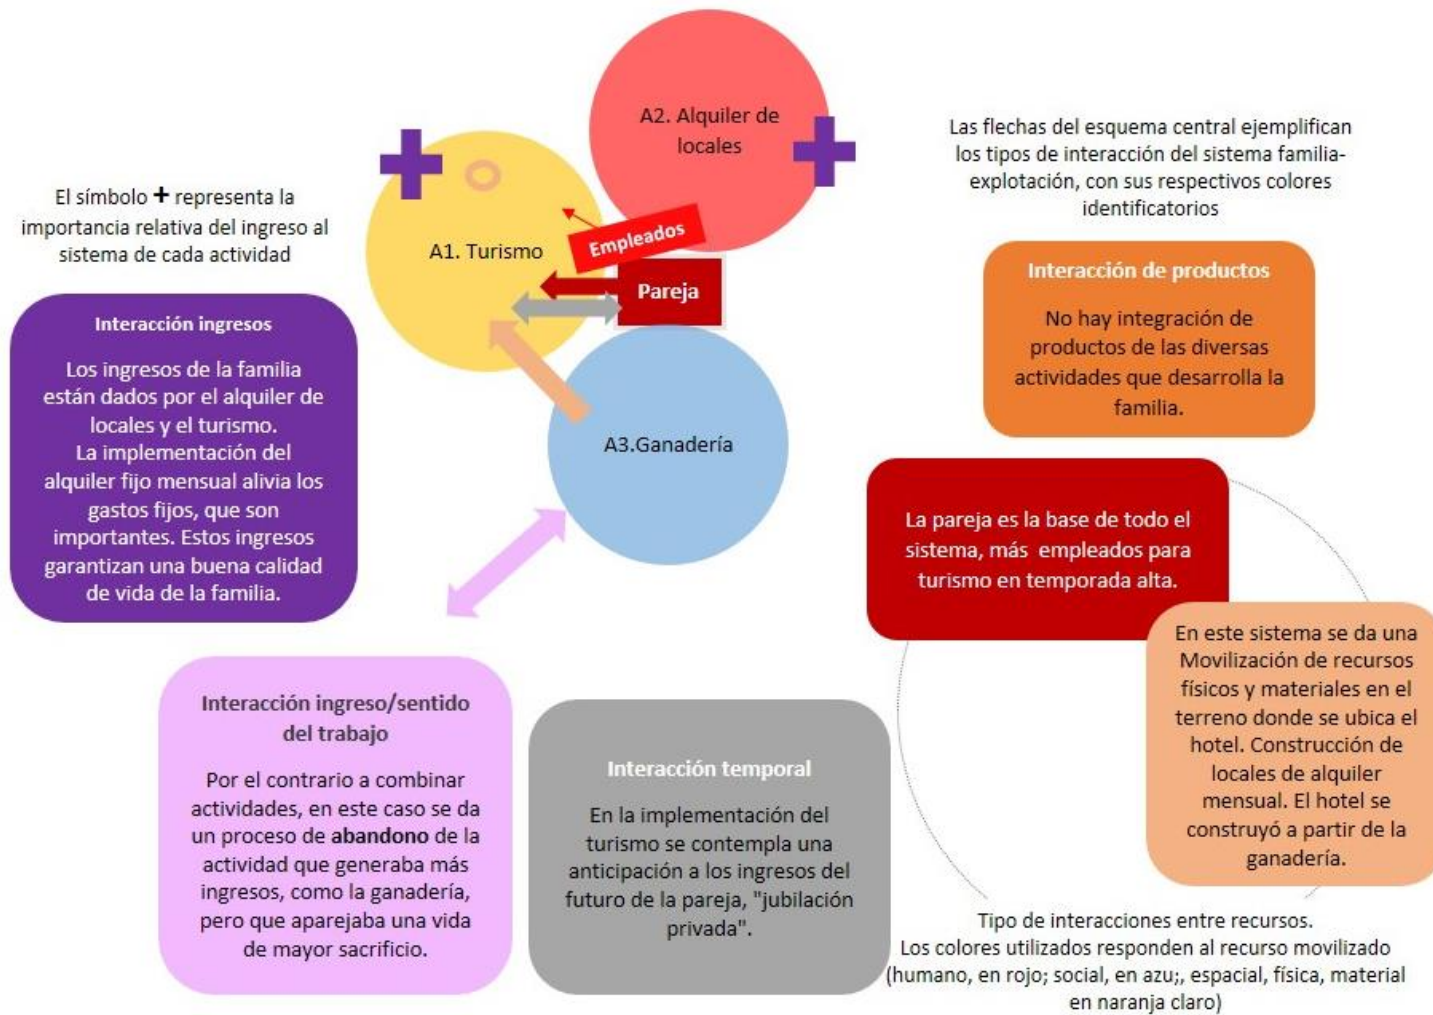 A2. Alquiler de
locales
A1. Turismo
Empleados
Pareja
A3.Ganadería
El símbolo + representa la
importancia relativa del ingreso al
sistema de cada actividad
Interacción ingresos
Los ingresos de la familia
están dados por el alquiler de
locales y el turismo.
La implementación del
alquiler fijo mensual alivia los
gastos fijos, que son
importantes. Estos ingresos
garantizan una buena calidad
de vida de la familia.
Las flechas del esquema central ejemplifican
los tipos de interacción del sistema familia-
explotación, con sus respectivos colores
identificatorios
Interacción de productos
No hay integración de
productos de las diversas
actividades que desarrolla la
familia.
La pareja es la base de todo el
sistema, más empleados para
turismo en temporada alta.
En este sistema se da una
Movilización de recursos
físicos y materiales en el
terreno donde se ubica el
hotel. Construcción de
locales de alquiler
mensual. El hotel se
construyó a partir de la
ganadería.
Interacción ingreso/sentido
del trabajo
Por el contrario a combinar
actividades, en este caso se da
un proceso de abandono de la
actividad que generaba más
ingresos, como la ganadería,
pero que aparejaba una vida
de mayor sacrificio.
Interacción temporal
En la implementación del
turismo se contempla una
anticipación a los ingresos del
futuro de la pareja, "jubilación
privada".
Tipo de interacciones entre recursos.
Los colores utilizados responden al recurso movilizado
(humano, en rojo; social, en azu;, espacial, física, material
en naranja claro)